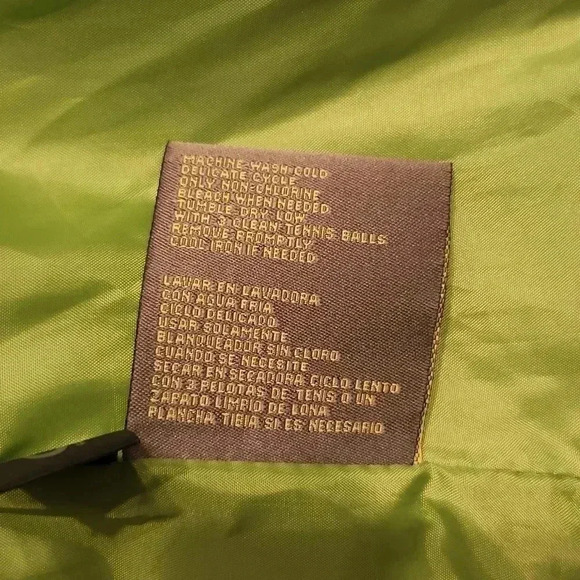 MACHINE WASH COLD
DELICATE CYCLE
ONLY NON-CHLORINE
BLEACH WHEN NEEDED
TUMBLE DRY LOW
WITH 3 CLEAN TENNIS BALLS
REMOVE PROMPTLY
COOL IRON IF NEEDED
LAVAR EN LAVADORA
CON AGUA FRIA
CICLO DELICADO
USAR SOLAMENTE
BLANQUEADOR SIN CLORO
CUANDO SE NECESITE
SECAR EN SECADORA CICLO LENTO
CON 3 PELOTAS DE TENIS O UN
ZAPATO LIMPIO DE LONA
PLANCHA TIBIA SI ES NECESARIO